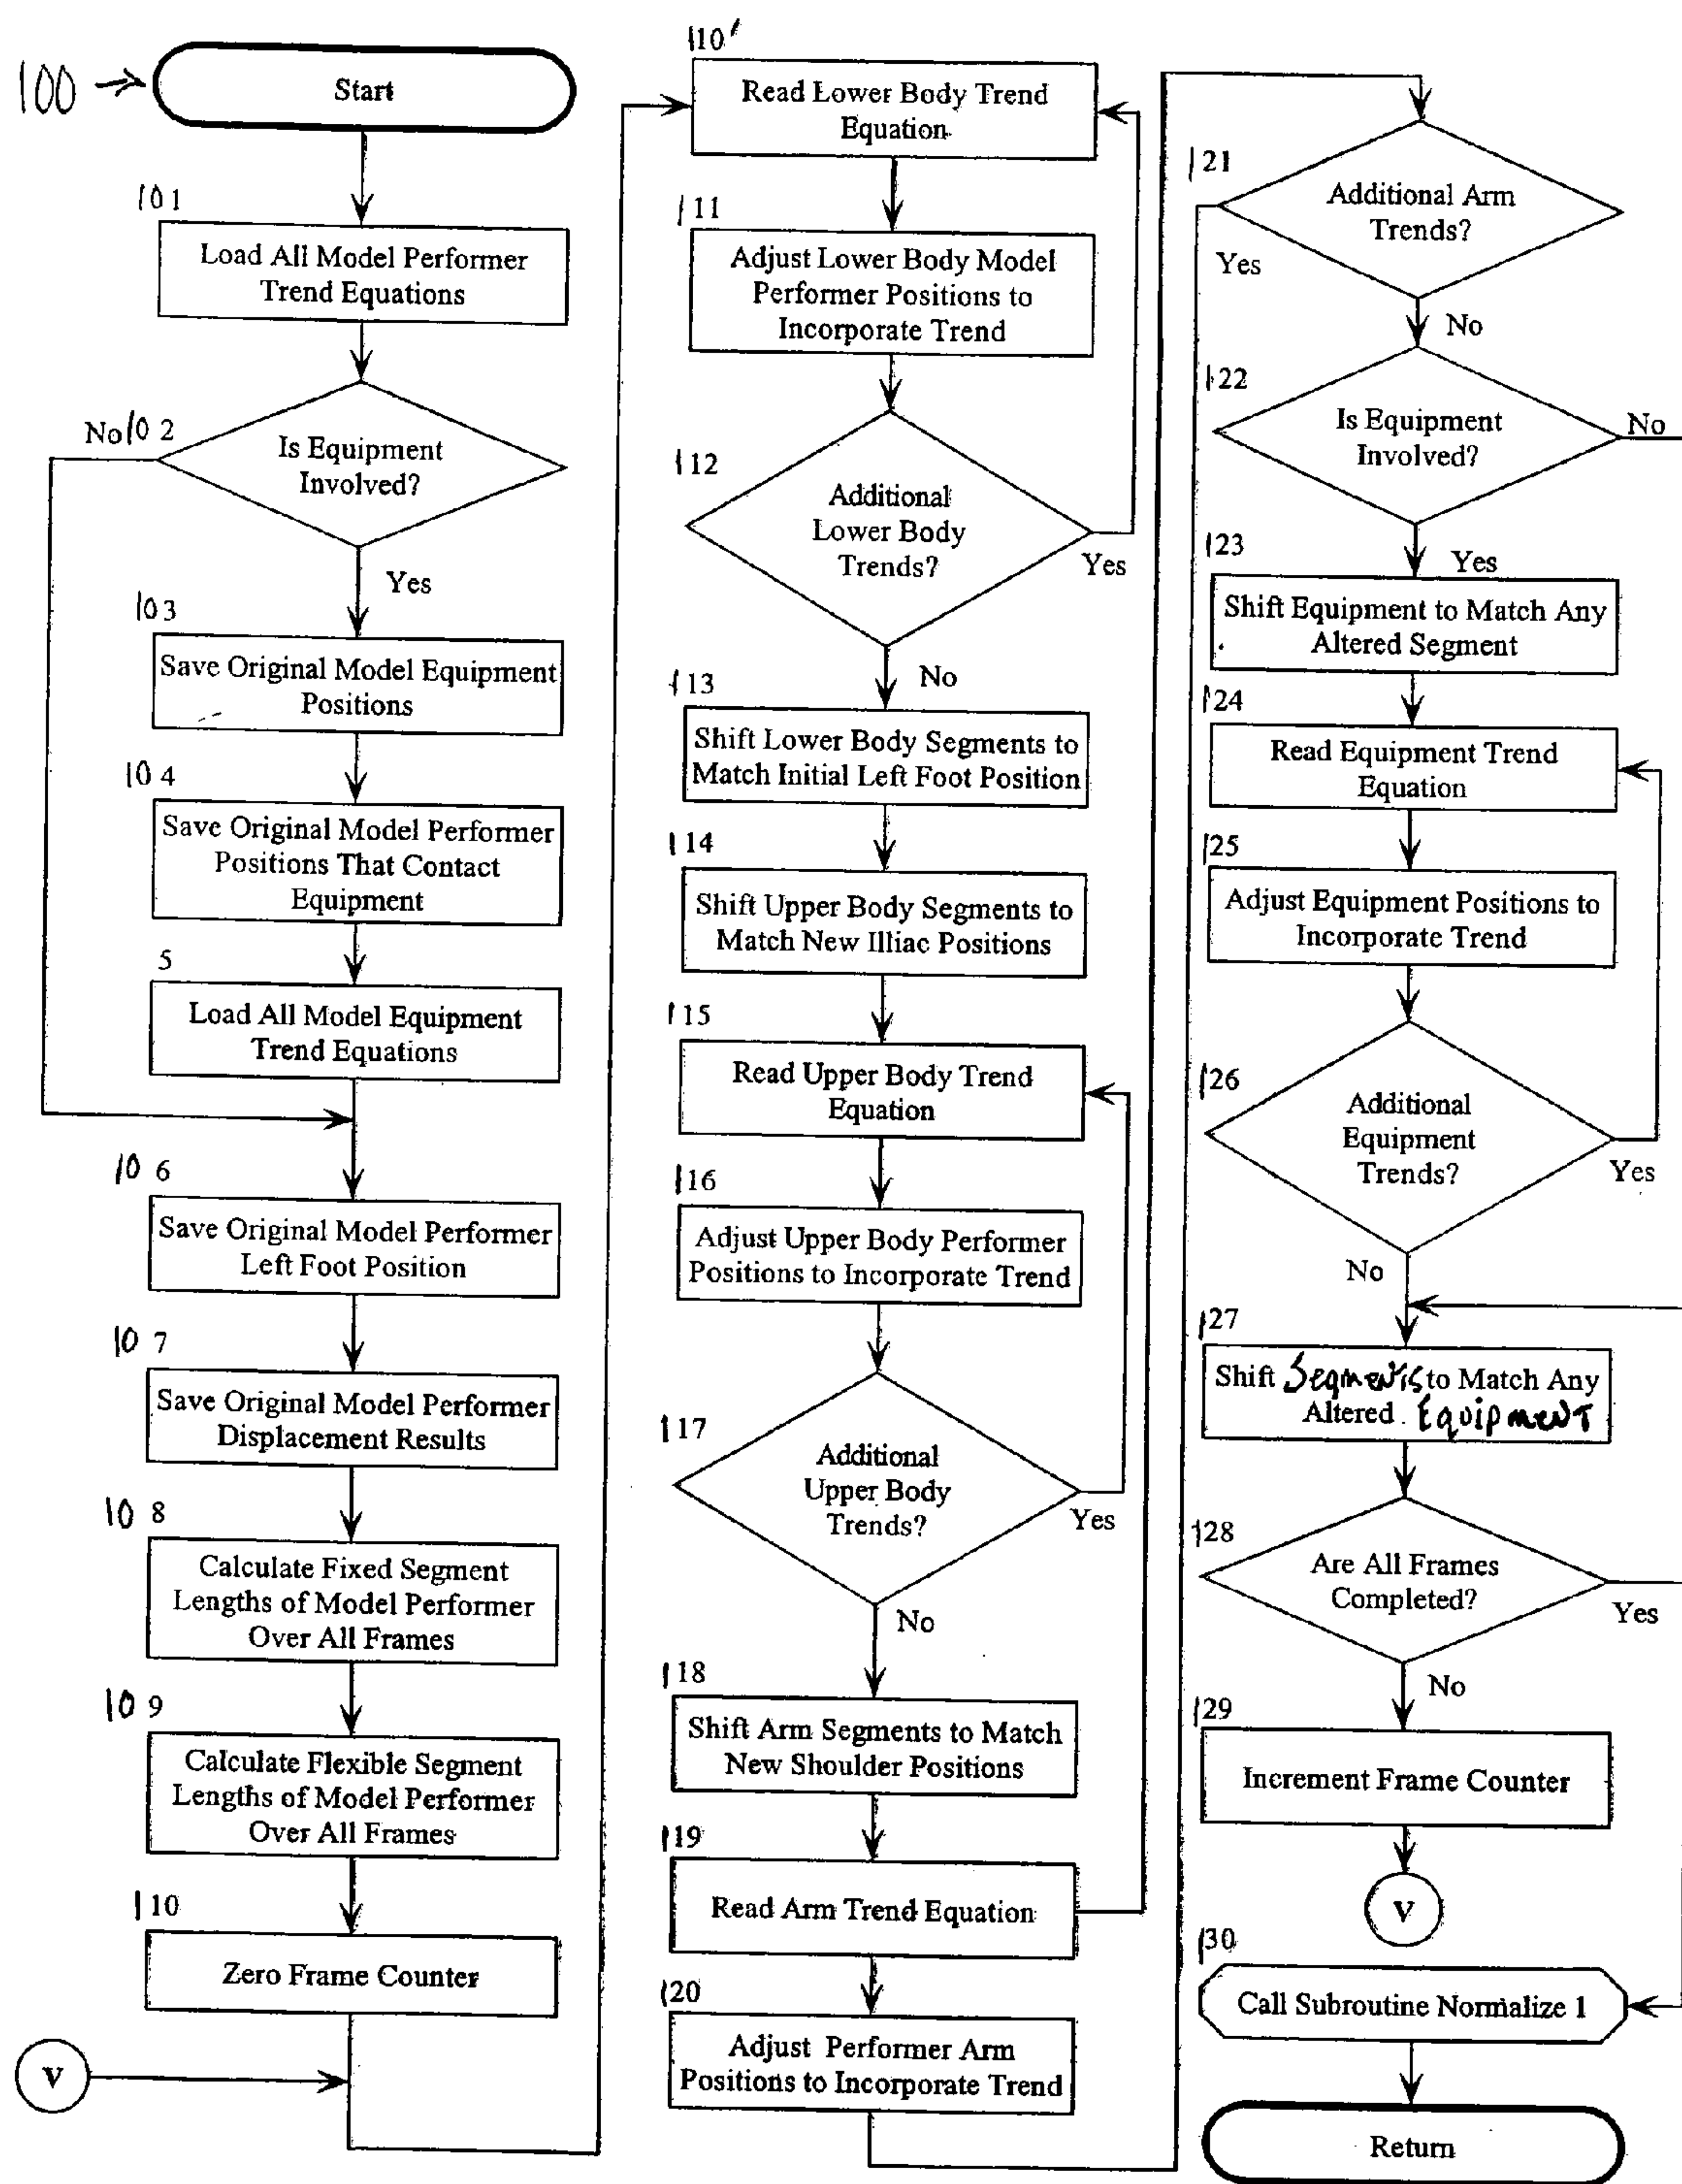 100
Start
101
Load All Model Performer
Trend Equations
No 102
Is Equipment
Involved?
Yes
103
Save Original Model Equipment
Positions
104
Save Original Model Performer
Positions That Contact
Equipment
5
Load All Model Equipment
Trend Equations
10 6
Save Original Model Performer
Left Foot Position
10 7
Save Original Model Performer
Displacement Results
10 8
Calculate Fixed Segment
Lengths of Model Performer
Over All Frames
10 9
Calculate Flexible Segment
Lengths of Model Performer
Over All Frames
110
Zero Frame Counter
V
110'
Read Lower Body Trend
Equation
111
Adjust Lower Body Model
Performer Positions to
Incorporate Trend
112
Additional
Lower Body
Trends?
Yes
No
113
Shift Lower Body Segments to
Match Initial Left Foot Position
114
Shift Upper Body Segments to
Match New Illiac Positions
115
Read Upper Body Trend
Equation
116
Adjust Upper Body Performer
Positions to Incorporate Trend
117
Additional
Upper Body
Trends?
Yes
No
118
Shift Arm Segments to Match
New Shoulder Positions
119
Read Arm Trend Equation
120
Adjust Performer Arm
Positions to Incorporate Trend
121
Additional Arm
Trends?
Yes
No
122
Is Equipment
Involved?
No
Yes
123
Shift Equipment to Match Any
Altered Segment
124
Read Equipment Trend
Equation
125
Adjust Equipment Positions to
Incorporate Trend
126
Additional
Equipment
Trends?
Yes
No
127
Shift Segments to Match Any
Altered Equipment
128
Are All Frames
Completed?
Yes
No
129
Increment Frame Counter
V
130
Call Subroutine Normalize 1
Return